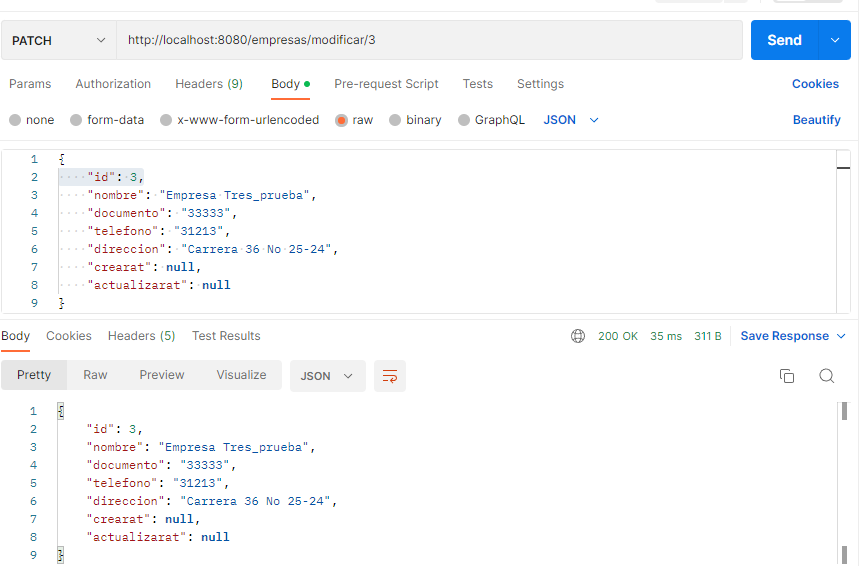 PATCH http://localhost:8080/empresas/modificar/3 Send
Params Authorization Headers (9) Body Pre-request Script Tests Settings Cookies
none form-data x-www-form-urlencoded raw binary GraphQL JSON Beautify
1 {
2 ····"id":·3,
3 ····"nombre":·"Empresa·Tres_prueba",
4 ····"documento":·"33333",
5 ····"telefono":·"31213",
6 ····"direccion":·"Carrera·36·No·25-24",
7 ····"crearat":·null,
8 ····"actualizarat":·null
9 }
Body Cookies Headers (5) Test Results 200 OK 35 ms 311 B Save Response
Pretty Raw Preview Visualize JSON
1 {
2 "id": 3,
3 "nombre": "Empresa Tres_prueba",
4 "documento": "33333",
5 "telefono": "31213",
6 "direccion": "Carrera 36 No 25-24",
7 "crearat": null,
8 "actualizarat": null
9 }